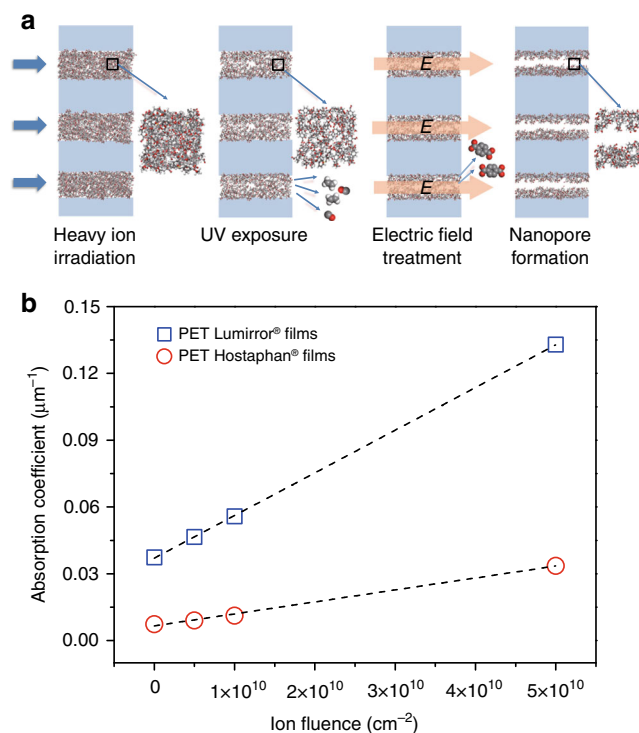 a
E
E
E
Heavy ion
irradiation
UV exposure
Electric field
treatment
Nanopore
formation
b
0.15
0.12
0.09
0.06
0.03
0.00
Absorption coefficient (μm⁻¹)
PET Lumirror® films
PET Hostaphan® films
0
1×10¹⁰
2×10¹⁰
3×10¹⁰
4×10¹⁰
5×10¹⁰
Ion fluence (cm⁻²)